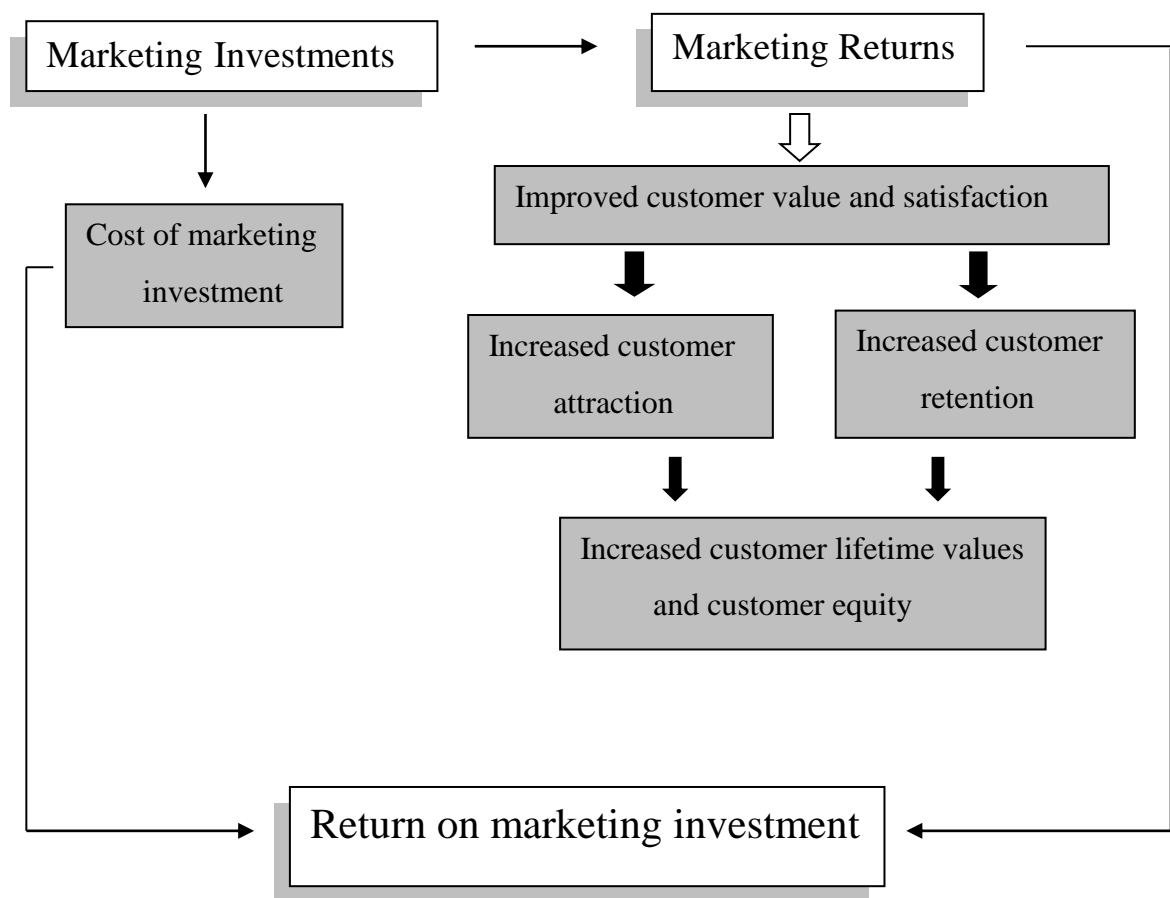 Marketing Investments
Marketing Returns
Improved customer value and satisfaction
Cost of marketing
investment
Increased customer
attraction
Increased customer
retention
Increased customer lifetime values
and customer equity
Return on marketing investment